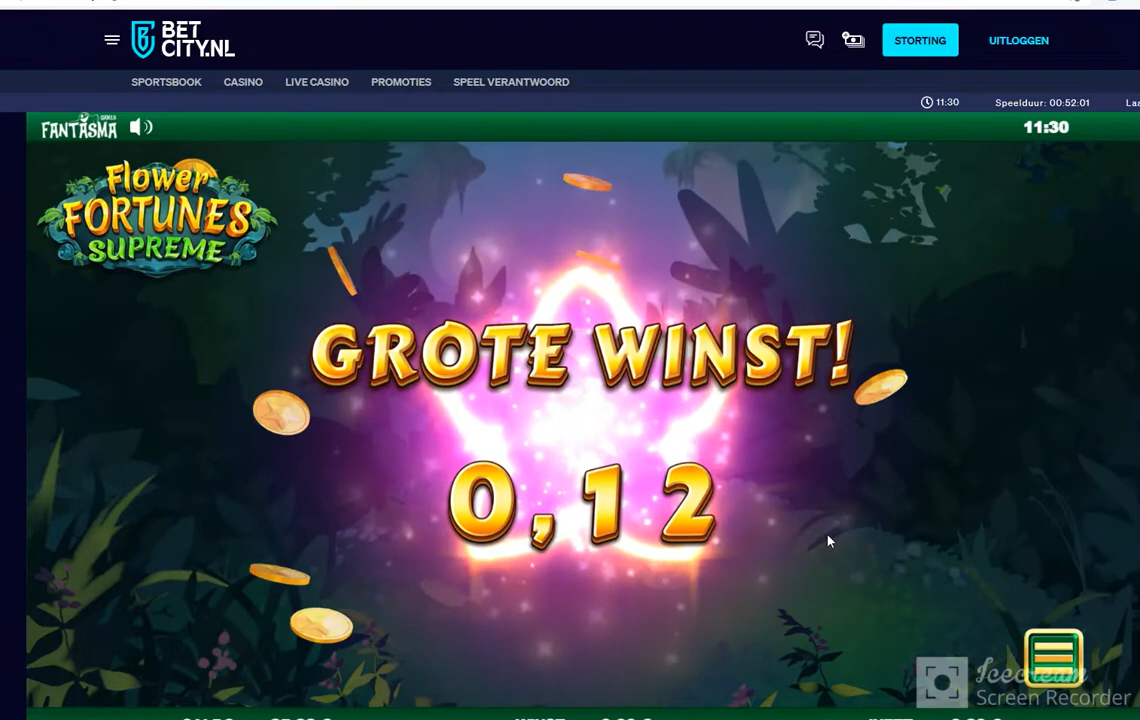 BET
CITY.NL
STORTING
UITLOGGEN
SPORTSBOOK CASINO LIVE CASINO PROMOTIES SPEEL VERANTWOORD
11:30 Speelduur: 00:52:01
GAMES
FANTASMA
11:30
Flower
FORTUNES
SUPREME
GROTE WINST!
0,12
Icecream
Screen Recorder